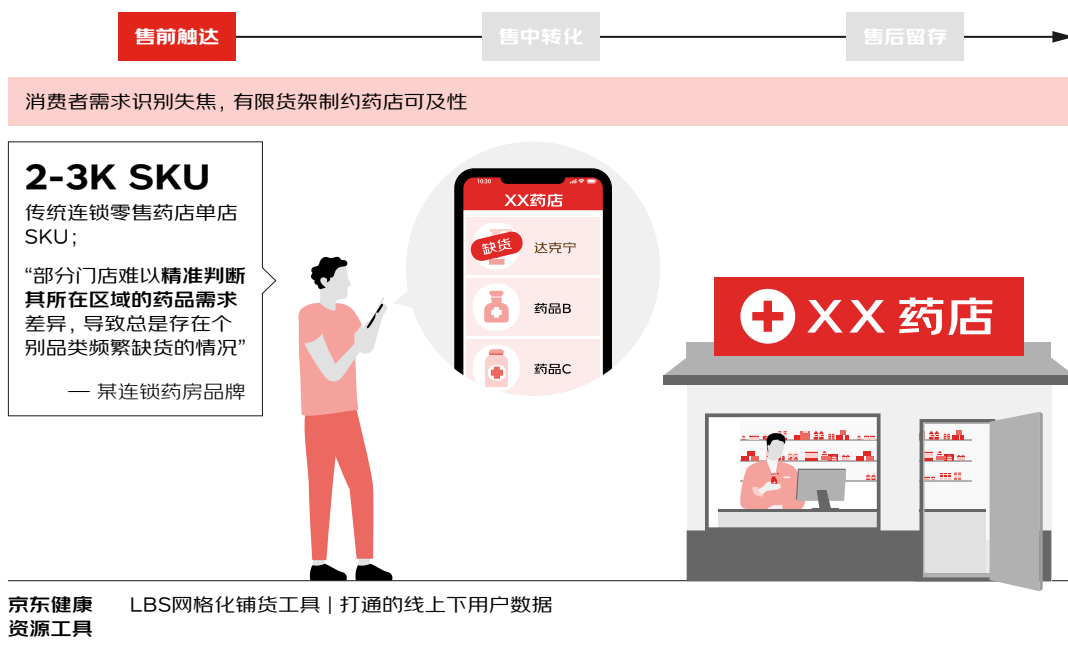 售前触达
售中转化
售后留存
消费者需求识别失焦，有限货架制约药店可及性
2-3K SKU
传统连锁零售药店单店
SKU；
“部分门店难以精准判断
其所在区域的药品需求
差异，导致总是存在个
别品类频繁缺货的情况”
— 某连锁药房品牌
10:30
XX药店
缺货
达克宁
药品B
药品C
XX 药店
京东健康
资源工具
LBS网格化铺货工具 | 打通的线上下用户数据